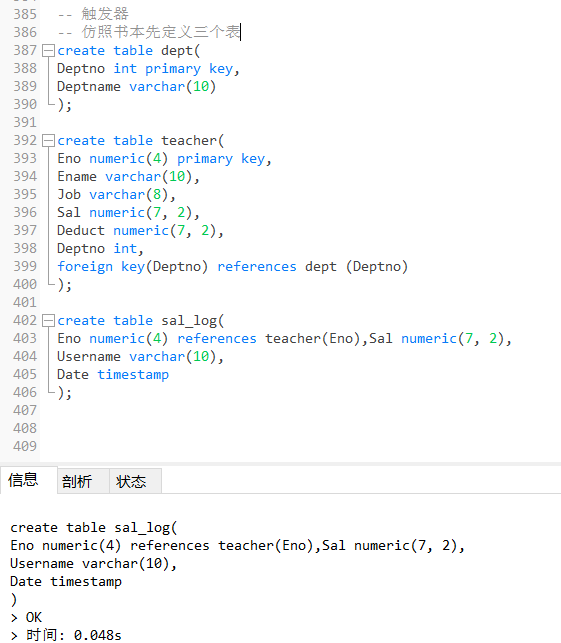 385 -- 触发器
386 -- 仿照书本先定义三个表
387 create table dept(
388 Deptno int primary key,
389 Deptname varchar(10)
390 );
391
392 create table teacher(
393 Eno numeric(4) primary key,
394 Ename varchar(10),
395 Job varchar(8),
396 Sal numeric(7, 2),
397 Deduct numeric(7, 2),
398 Deptno int,
399 foreign key(Deptno) references dept (Deptno)
400 );
401
402 create table sal_log(
403 Eno numeric(4) references teacher(Eno),Sal numeric(7, 2),
404 Username varchar(10),
405 Date timestamp
406 );
407
408
409
信息 剖析 状态
create table sal_log(
Eno numeric(4) references teacher(Eno),Sal numeric(7, 2),
Username varchar(10),
Date timestamp
)
> OK
> 时间: 0.048s